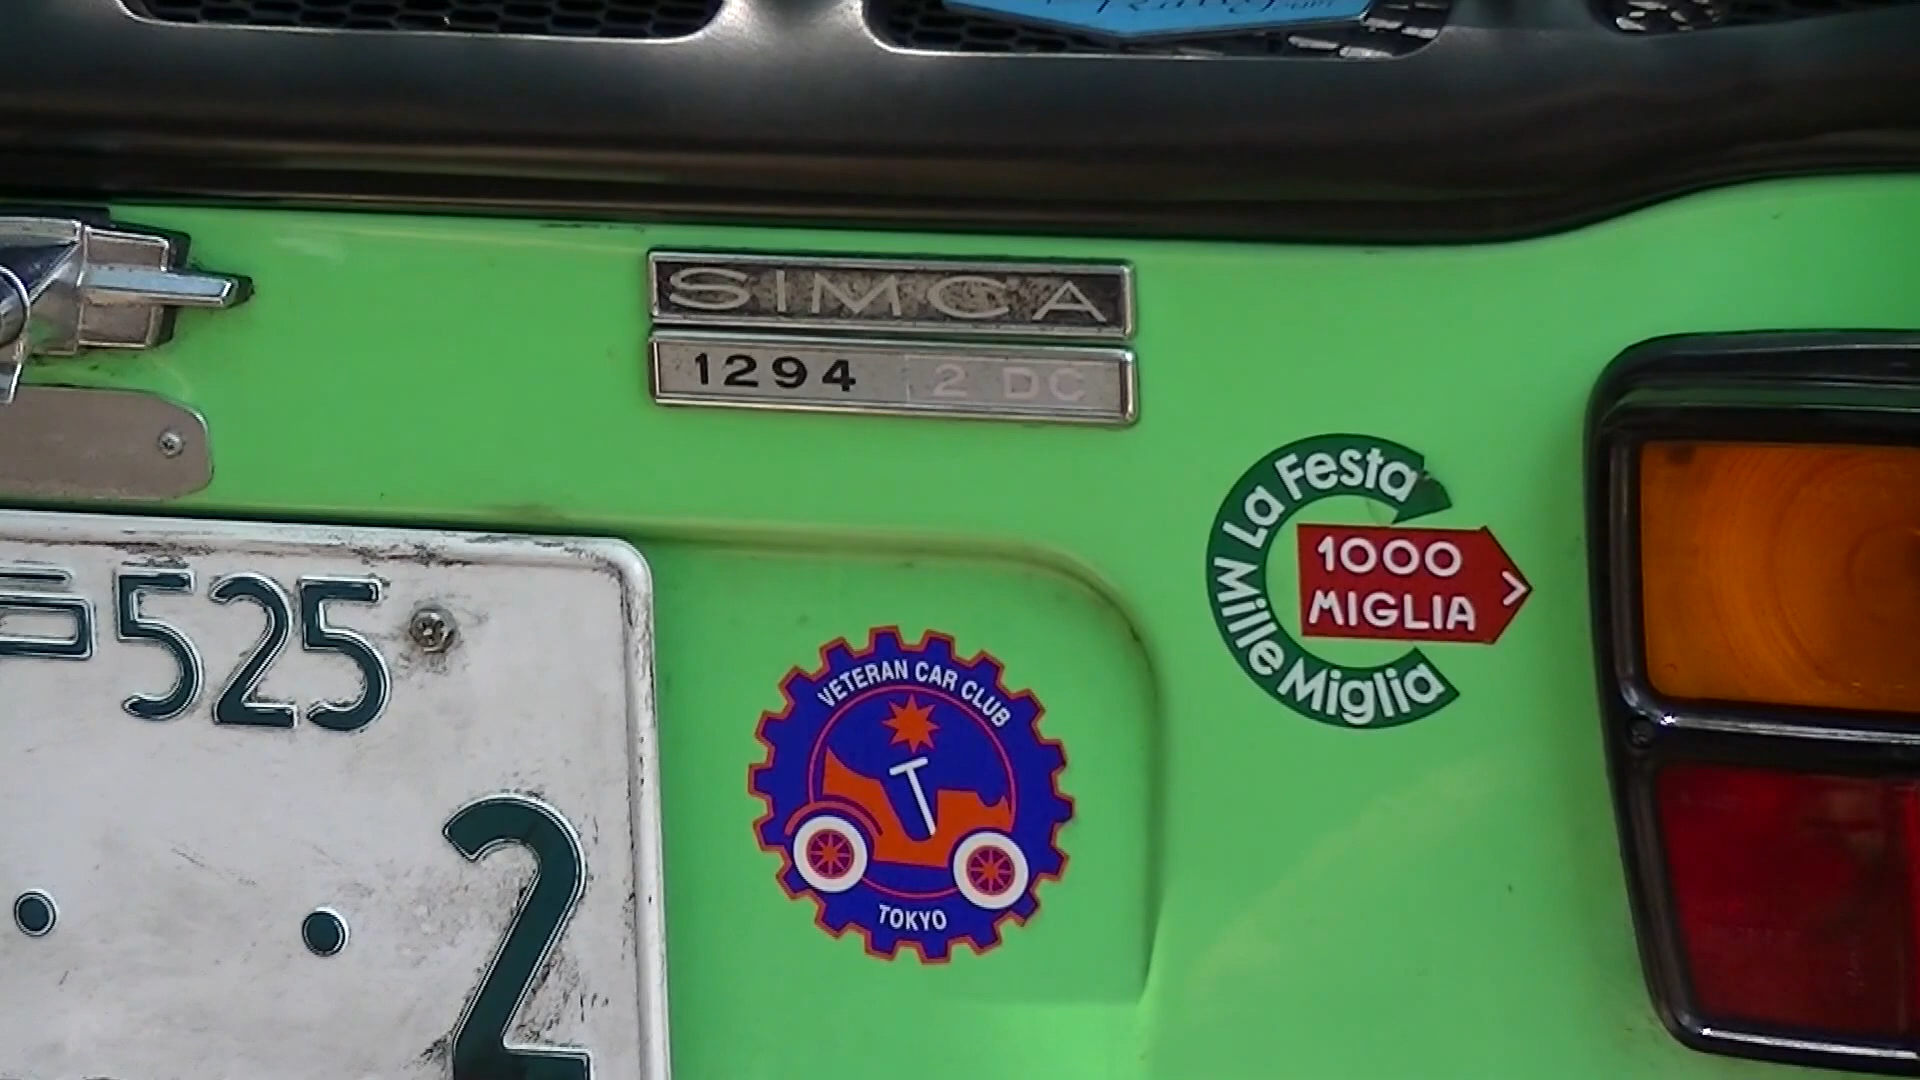 SIMCA
1294 2 DC
La Festa
Mille Miglia
1000
MIGLIA
525
2
VETERAN CAR CLUB
TOKYO